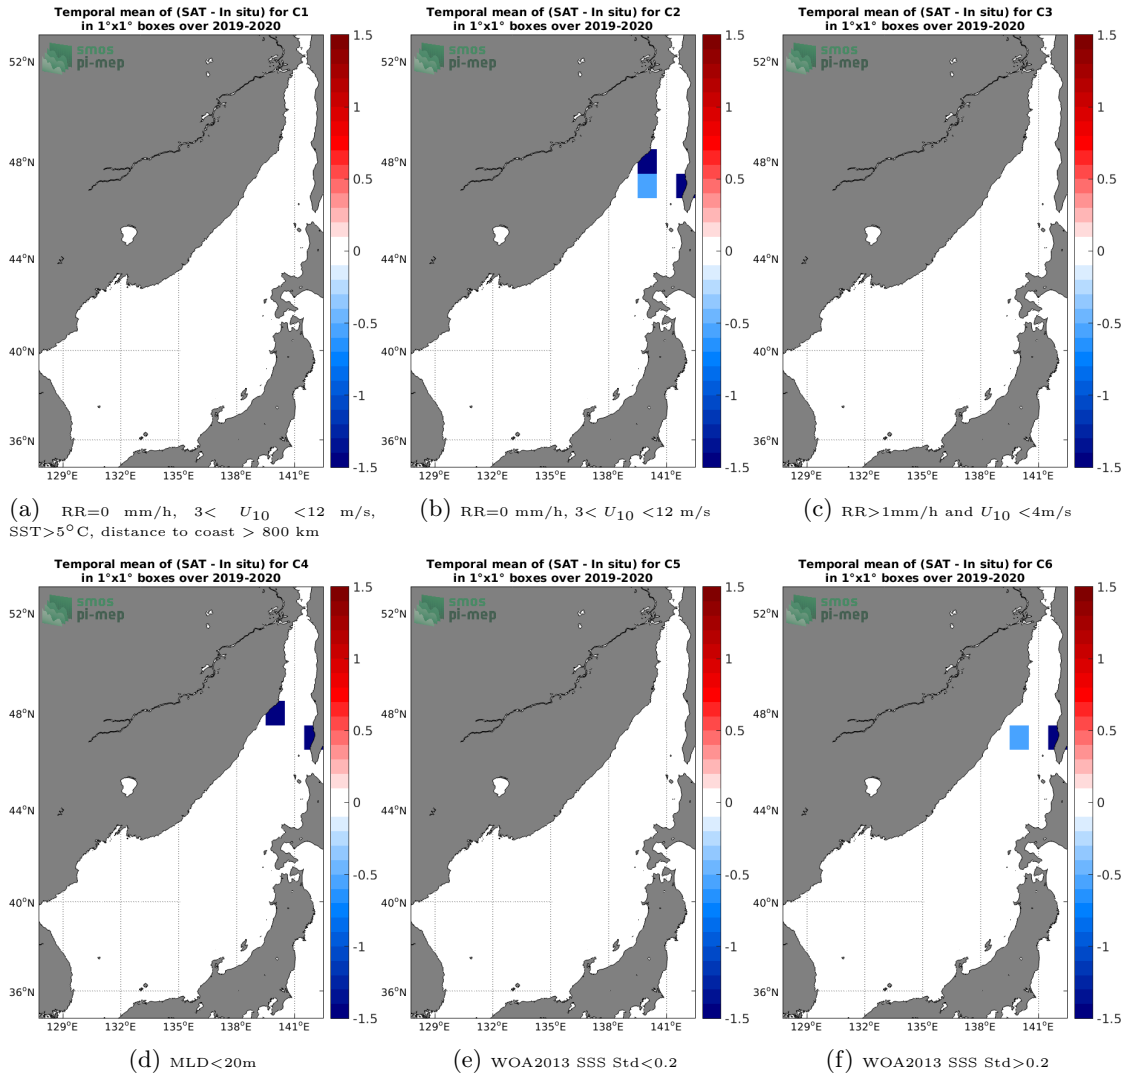 Temporal mean of (SAT - In situ) for C1
in 1°x1° boxes over 2019-2020
smos
pi-mep
52°N
48°N
44°N
40°N
36°N
129°E 132°E 135°E 138°E 141°E
1.5
1
0.5
0
-0.5
-1
-1.5
(a) RR=0 mm/h, 3< U10 <12 m/s,
SST>5°C, distance to coast > 800 km
Temporal mean of (SAT - In situ) for C2
in 1°x1° boxes over 2019-2020
smos
pi-mep
52°N
48°N
44°N
40°N
36°N
129°E 132°E 135°E 138°E 141°E
1.5
1
0.5
0
-0.5
-1
-1.5
(b) RR=0 mm/h, 3< U10 <12 m/s
Temporal mean of (SAT - In situ) for C3
in 1°x1° boxes over 2019-2020
smos
pi-mep
52°N
48°N
44°N
40°N
36°N
129°E 132°E 135°E 138°E 141°E
1.5
1
0.5
0
-0.5
-1
-1.5
(c) RR>1mm/h and U10 <4m/s
Temporal mean of (SAT - In situ) for C4
in 1°x1° boxes over 2019-2020
smos
pi-mep
52°N
48°N
44°N
40°N
36°N
129°E 132°E 135°E 138°E 141°E
1.5
1
0.5
0
-0.5
-1
-1.5
(d) MLD<20m
Temporal mean of (SAT - In situ) for C5
in 1°x1° boxes over 2019-2020
smos
pi-mep
52°N
48°N
44°N
40°N
36°N
129°E 132°E 135°E 138°E 141°E
1.5
1
0.5
0
-0.5
-1
-1.5
(e) WOA2013 SSS Std<0.2
Temporal mean of (SAT - In situ) for C6
in 1°x1° boxes over 2019-2020
smos
pi-mep
52°N
48°N
44°N
40°N
36°N
129°E 132°E 135°E 138°E 141°E
1.5
1
0.5
0
-0.5
-1
-1.5
(f) WOA2013 SSS Std>0.2